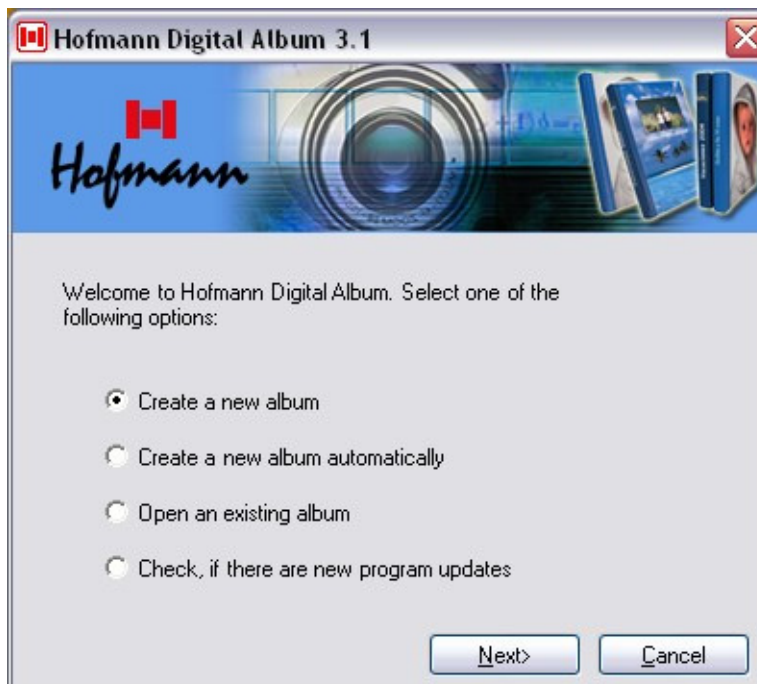 Hofmann Digital Album 3.1
Hofmann
Welcome to Hofmann Digital Album. Select one of the
following options:
Create a new album
Create a new album automatically
Open an existing album
Check, if there are new program updates
Next>
Cancel